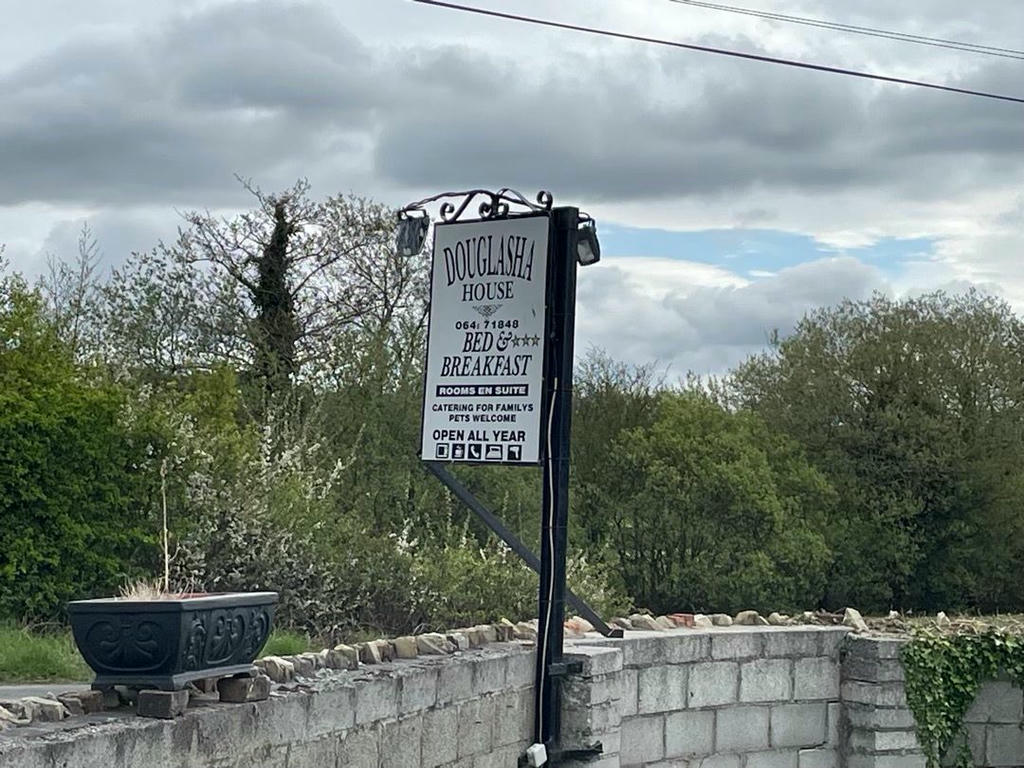 DOUGLASHA
HOUSE
064: 71848
BED &
BREAKFAST
ROOMS EN SUITE
CATERING FOR FAMILYS
PETS WELCOME
OPEN ALL YEAR